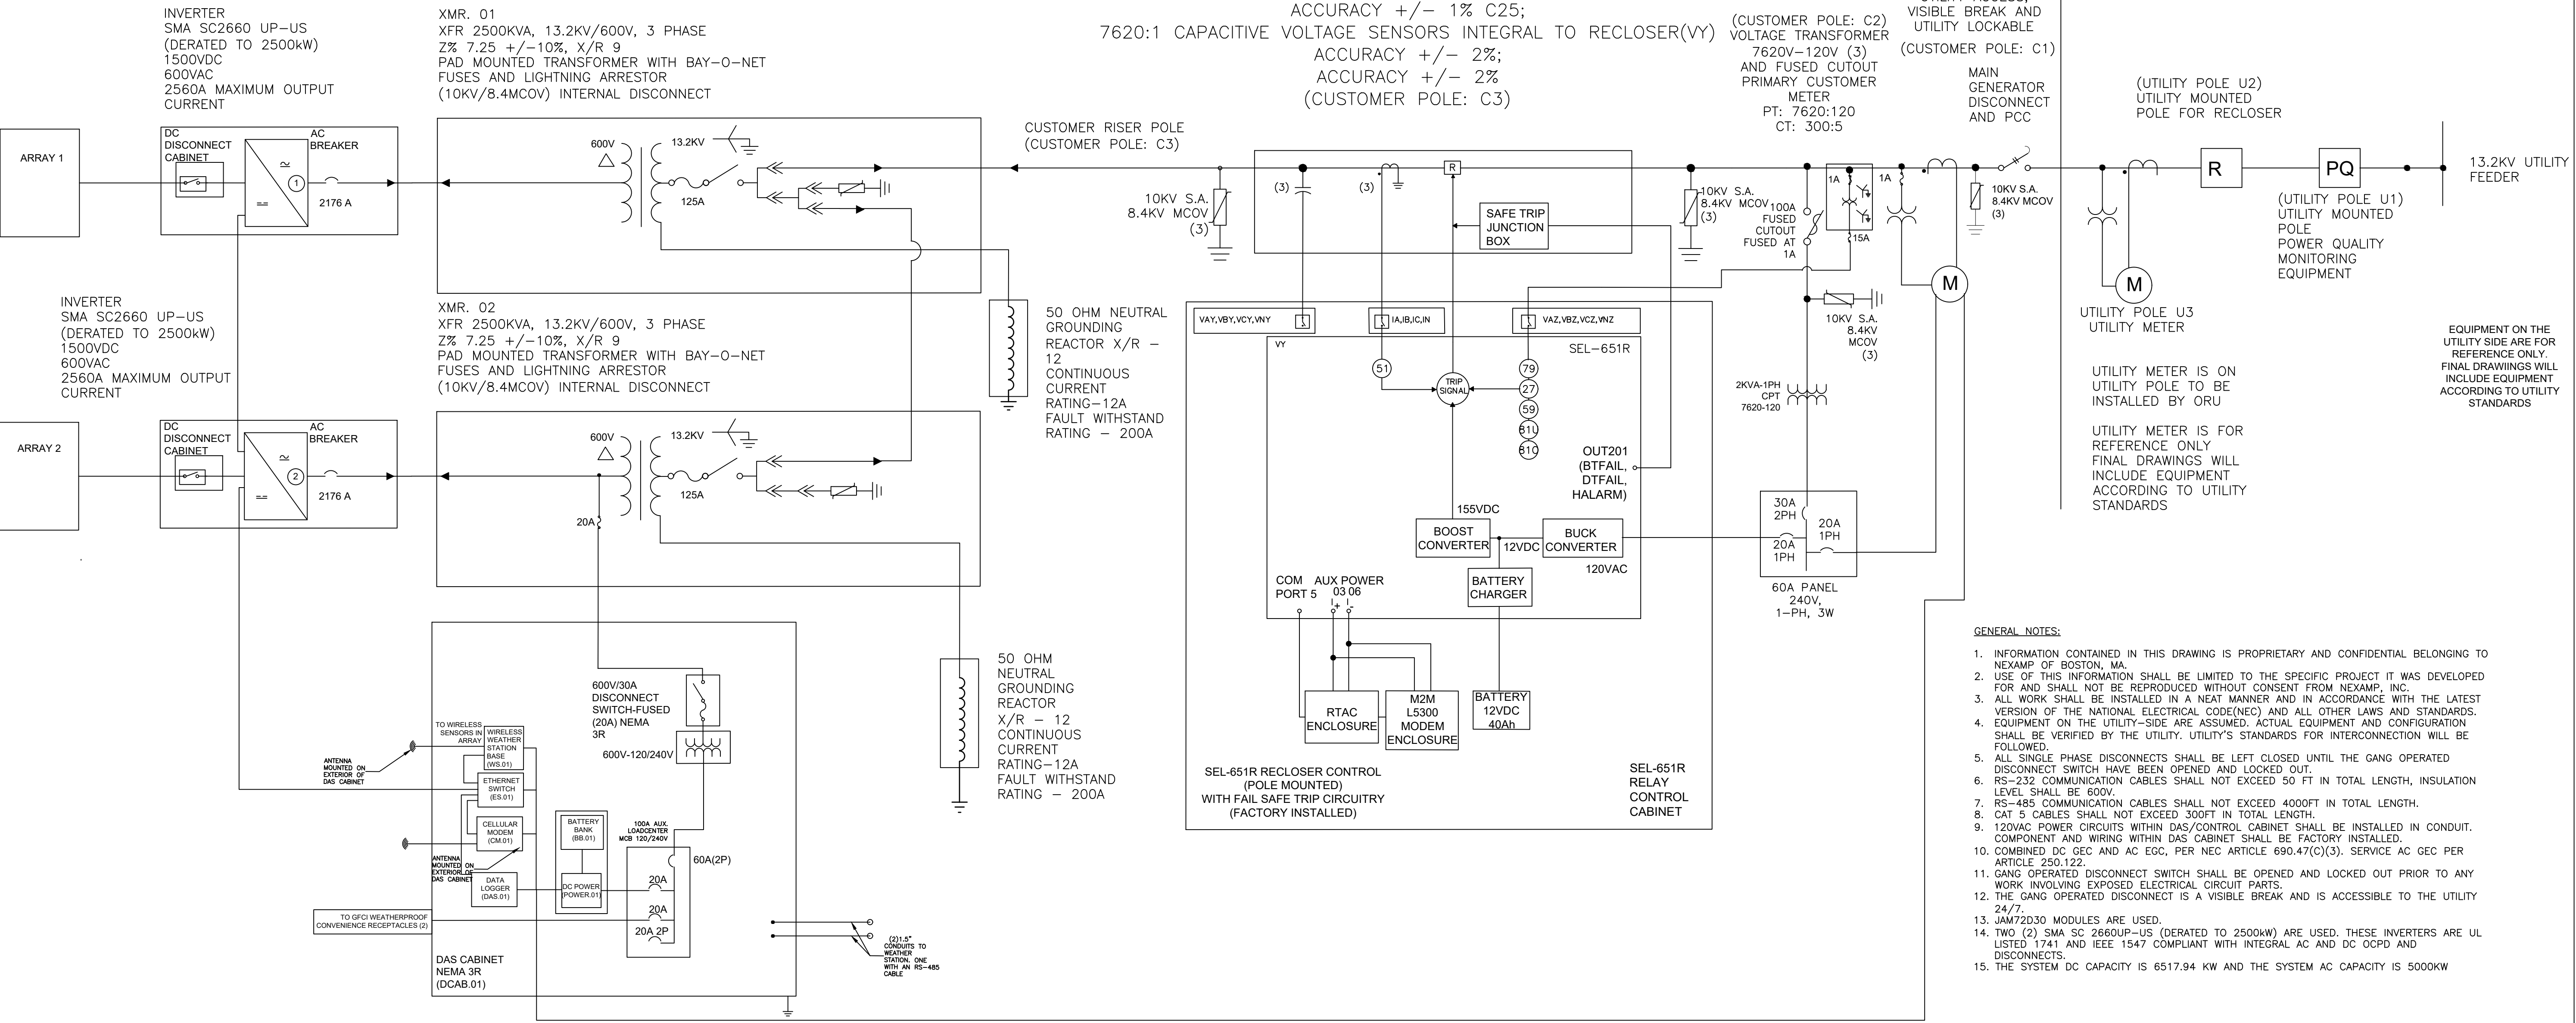 INVERTER
SMA SC2660 UP-US
(DERATED TO 2500kW)
1500VDC
600VAC
2560A MAXIMUM OUTPUT
CURRENT
XMR. 01
XFR 2500KVA, 13.2KV/600V, 3 PHASE
Z% 7.25 +/-10%, X/R 9
PAD MOUNTED TRANSFORMER WITH BAY-O-NET
FUSES AND LIGHTNING ARRESTOR
(10KV/8.4MCOV) INTERNAL DISCONNECT
ACCURACY +/- 1% C25;
7620:1 CAPACITIVE VOLTAGE SENSORS INTEGRAL TO RECLOSER(VY)
ACCURACY +/- 2%;
ACCURACY +/- 2%
(CUSTOMER POLE: C3)
(CUSTOMER POLE: C2)
VOLTAGE TRANSFORMER
7620V-120V (3)
AND FUSED CUTOUT
PRIMARY CUSTOMER
METER
PT: 7620:120
CT: 300:5
VISIBLE BREAK AND
UTILITY LOCKABLE
(CUSTOMER POLE: C1)
MAIN
GENERATOR
DISCONNECT
AND PCC
(UTILITY POLE U2)
UTILITY MOUNTED
POLE FOR RECLOSER
ARRAY 1
DC
DISCONNECT
CABINET
AC
BREAKER
1
2176 A
600V
13.2KV
125A
CUSTOMER RISER POLE
(CUSTOMER POLE: C3)
10KV S.A.
8.4KV MCOV
(3)
(3)
(3)
R
SAFE TRIP
JUNCTION
BOX
10KV S.A.
8.4KV MCOV
(3)
100A
FUSED
CUTOUT
FUSED AT
1A
1A
15A
1A
M
10KV S.A.
8.4KV MCOV
(3)
M
UTILITY POLE U3
UTILITY METER
R
PQ
(UTILITY POLE U1)
UTILITY MOUNTED
POLE
POWER QUALITY
MONITORING
EQUIPMENT
13.2KV UTILITY
FEEDER
INVERTER
SMA SC2660 UP-US
(DERATED TO 2500kW)
1500VDC
600VAC
2560A MAXIMUM OUTPUT
CURRENT
XMR. 02
XFR 2500KVA, 13.2KV/600V, 3 PHASE
Z% 7.25 +/-10%, X/R 9
PAD MOUNTED TRANSFORMER WITH BAY-O-NET
FUSES AND LIGHTNING ARRESTOR
(10KV/8.4MCOV) INTERNAL DISCONNECT
50 OHM NEUTRAL
GROUNDING
REACTOR X/R -
12
CONTINUOUS
CURRENT
RATING-12A
FAULT WITHSTAND
RATING - 200A
VAY,VBY,VCY,VNY
IA,IB,IC,IN
VAZ,VBZ,VCZ,VNZ
VY
SEL-651R
51
TRIP
SIGNAL
79
27
59
81U
81O
OUT201
(BTFAIL,
DTFAIL,
HALARM)
10KV S.A.
8.4KV
MCOV
(3)
2KVA-1PH
CPT
7620-120
EQUIPMENT ON THE
UTILITY SIDE ARE FOR
REFERENCE ONLY.
FINAL DRAWIINGS WILL
INCLUDE EQUIPMENT
ACCORDING TO UTILITY
STANDARDS
UTILITY METER IS ON
UTILITY POLE TO BE
INSTALLED BY ORU
UTILITY METER IS FOR
REFERENCE ONLY
FINAL DRAWINGS WILL
INCLUDE EQUIPMENT
ACCORDING TO UTILITY
STANDARDS
ARRAY 2
DC
DISCONNECT
CABINET
AC
BREAKER
2
2176 A
600V
13.2KV
125A
20A
155VDC
BOOST
CONVERTER
12VDC
BUCK
CONVERTER
120VAC
BATTERY
CHARGER
COM
PORT 5
AUX POWER
03 06
+ -
30A
2PH
20A
1PH
20A
1PH
60A PANEL
240V,
1-PH, 3W
RTAC
ENCLOSURE
M2M
L5300
MODEM
ENCLOSURE
BATTERY
12VDC
40Ah
SEL-651R RECLOSER CONTROL
(POLE MOUNTED)
WITH FAIL SAFE TRIP CIRCUITRY
(FACTORY INSTALLED)
SEL-651R
RELAY
CONTROL
CABINET
50 OHM
NEUTRAL
GROUNDING
REACTOR
X/R - 12
CONTINUOUS
CURRENT
RATING-12A
FAULT WITHSTAND
RATING - 200A
600V/30A
DISCONNECT
SWITCH-FUSED
(20A) NEMA
3R
600V-120/240V
TO WIRELESS
SENSORS IN
ARRAY
WIRELESS
WEATHER
STATION
BASE
(WS.01)
ANTENNA
MOUNTED ON
EXTERIOR OF
DAS CABINET
ETHERNET
SWITCH
(ES.01)
CELLULAR
MODEM
(CM.01)
ANTENNA
MOUNTED ON
EXTERIOR OF
DAS CABINET
DATA
LOGGER
(DAS.01)
BATTERY
BANK
(BB.01)
DC POWER
(POWER.01)
100A AUX.
LOADCENTER
MCB 120/240V
60A(2P)
20A
20A
20A 2P
TO GFCI WEATHERPROOF
CONVENIENCE RECEPTACLES (2)
DAS CABINET
NEMA 3R
(DCAB.01)
(2)1.5"
CONDUITS TO
WEATHER
STATION. ONE
WITH AN RS-485
CABLE
GENERAL NOTES:
1. INFORMATION CONTAINED IN THIS DRAWING IS PROPRIETARY AND CONFIDENTIAL BELONGING TO
NEXAMP OF BOSTON, MA.
2. USE OF THIS INFORMATION SHALL BE LIMITED TO THE SPECIFIC PROJECT IT WAS DEVELOPED
FOR AND SHALL NOT BE REPRODUCED WITHOUT CONSENT FROM NEXAMP, INC.
3. ALL WORK SHALL BE INSTALLED IN A NEAT MANNER AND IN ACCORDANCE WITH THE LATEST
VERSION OF THE NATIONAL ELECTRICAL CODE(NEC) AND ALL OTHER LAWS AND STANDARDS.
4. EQUIPMENT ON THE UTILITY-SIDE ARE ASSUMED. ACTUAL EQUIPMENT AND CONFIGURATION
SHALL BE VERIFIED BY THE UTILITY. UTILITY'S STANDARDS FOR INTERCONNECTION WILL BE
FOLLOWED.
5. ALL SINGLE PHASE DISCONNECTS SHALL BE LEFT CLOSED UNTIL THE GANG OPERATED
DISCONNECT SWITCH HAVE BEEN OPENED AND LOCKED OUT.
6. RS-232 COMMUNICATION CABLES SHALL NOT EXCEED 50 FT IN TOTAL LENGTH, INSULATION
LEVEL SHALL BE 600V.
7. RS-485 COMMUNICATION CABLES SHALL NOT EXCEED 4000FT IN TOTAL LENGTH.
8. CAT 5 CABLES SHALL NOT EXCEED 300FT IN TOTAL LENGTH.
9. 120VAC POWER CIRCUITS WITHIN DAS/CONTROL CABINET SHALL BE INSTALLED IN CONDUIT.
COMPONENT AND WIRING WITHIN DAS CABINET SHALL BE FACTORY INSTALLED.
10. COMBINED DC GEC AND AC EGC, PER NEC ARTICLE 690.47(C)(3). SERVICE AC GEC PER
ARTICLE 250.122.
11. GANG OPERATED DISCONNECT SWITCH SHALL BE OPENED AND LOCKED OUT PRIOR TO ANY
WORK INVOLVING EXPOSED ELECTRICAL CIRCUIT PARTS.
12. THE GANG OPERATED DISCONNECT IS A VISIBLE BREAK AND IS ACCESSIBLE TO THE UTILITY
24/7.
13. JAM72D30 MODULES ARE USED.
14. TWO (2) SMA SC 2660UP-US (DERATED TO 2500kW) ARE USED. THESE INVERTERS ARE UL
LISTED 1741 AND IEEE 1547 COMPLIANT WITH INTEGRAL AC AND DC OCPD AND
DISCONNECTS.
15. THE SYSTEM DC CAPACITY IS 6517.94 KW AND THE SYSTEM AC CAPACITY IS 5000KW